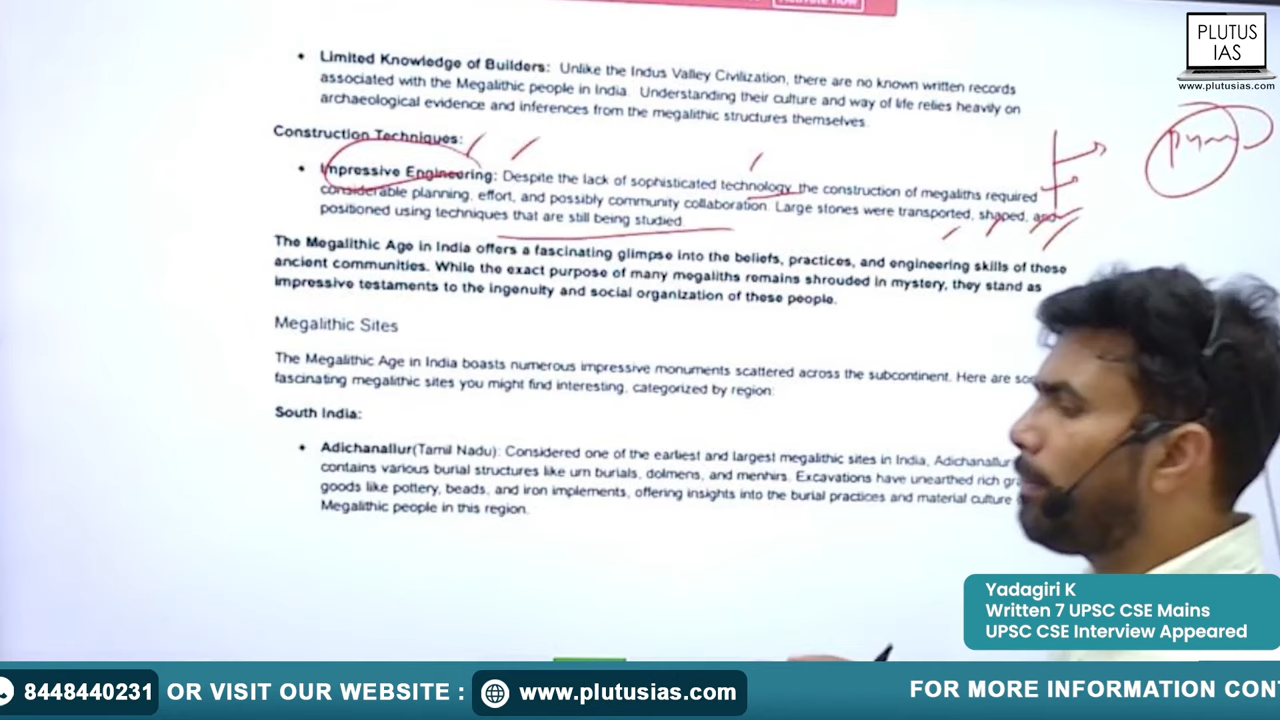 PLUTUS
IAS
www.plutusias.com
• Limited Knowledge of Builders: Unlike the Indus Valley Civilization, there are no known written records
associated with the Megalithic people in India. Understanding their culture and way of life relies heavily on
archaeological evidence and inferences from the megalithic structures themselves.
Construction Techniques:
• Impressive Engineering: Despite the lack of sophisticated technology, the construction of megaliths required
considerable planning, effort, and possibly community collaboration. Large stones were transported, shaped, and
positioned using techniques that are still being studied.
The Megalithic Age in India offers a fascinating glimpse into the beliefs, practices, and engineering skills of these
ancient communities. While the exact purpose of many megaliths remains shrouded in mystery, they stand as
impressive testaments to the ingenuity and social organization of these people.
Megalithic Sites
The Megalithic Age in India boasts numerous impressive monuments scattered across the subcontinent. Here are
fascinating megalithic sites you might find interesting, categorized by region:
South India:
• Adichanallur(Tamil Nadu): Considered one of the earliest and largest megalithic sites in India, Adichanallur
contains various burial structures like urn burials, dolmens, and menhirs. Excavations have unearthed rich
goods like pottery, beads, and iron implements, offering insights into the burial practices and material culture
Megalithic people in this region.
Yadagiri K
Written 7 UPSC CSE Mains
UPSC CSE Interview Appeared
8448440231 OR VISIT OUR WEBSITE : www.plutusias.com FOR MORE INFORMATION CONT